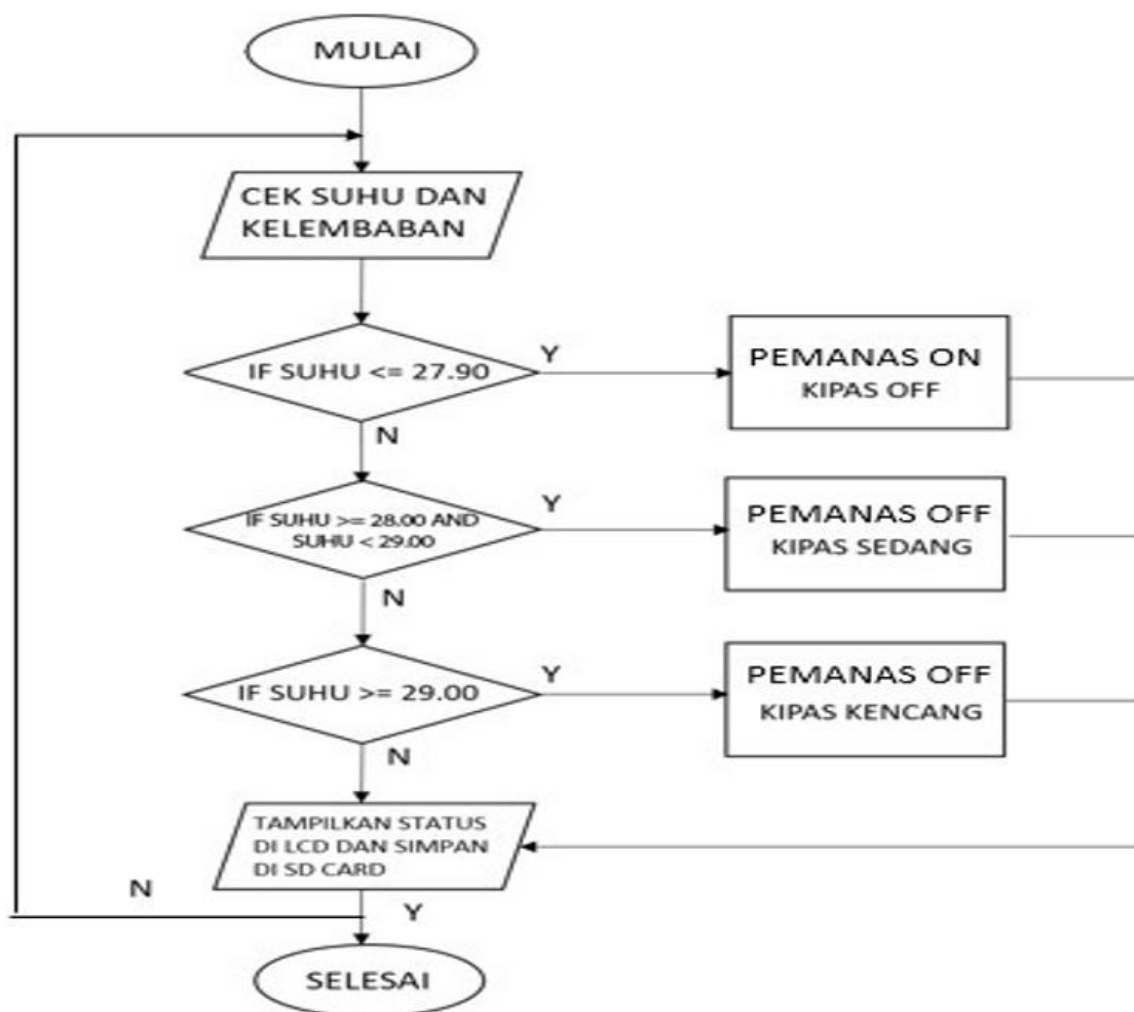 MULAI
CEK SUHU DAN
KELEMBABAN
IF SUHU <= 27.90
Y
PEMANAS ON
KIPAS OFF
N
IF SUHU >= 28.00 AND
SUHU < 29.00
Y
PEMANAS OFF
KIPAS SEDANG
N
IF SUHU >= 29.00
Y
PEMANAS OFF
KIPAS KENCANG
N
TAMPILKAN STATUS
DI LCD DAN SIMPAN
DI SD CARD
N
Y
SELESAI